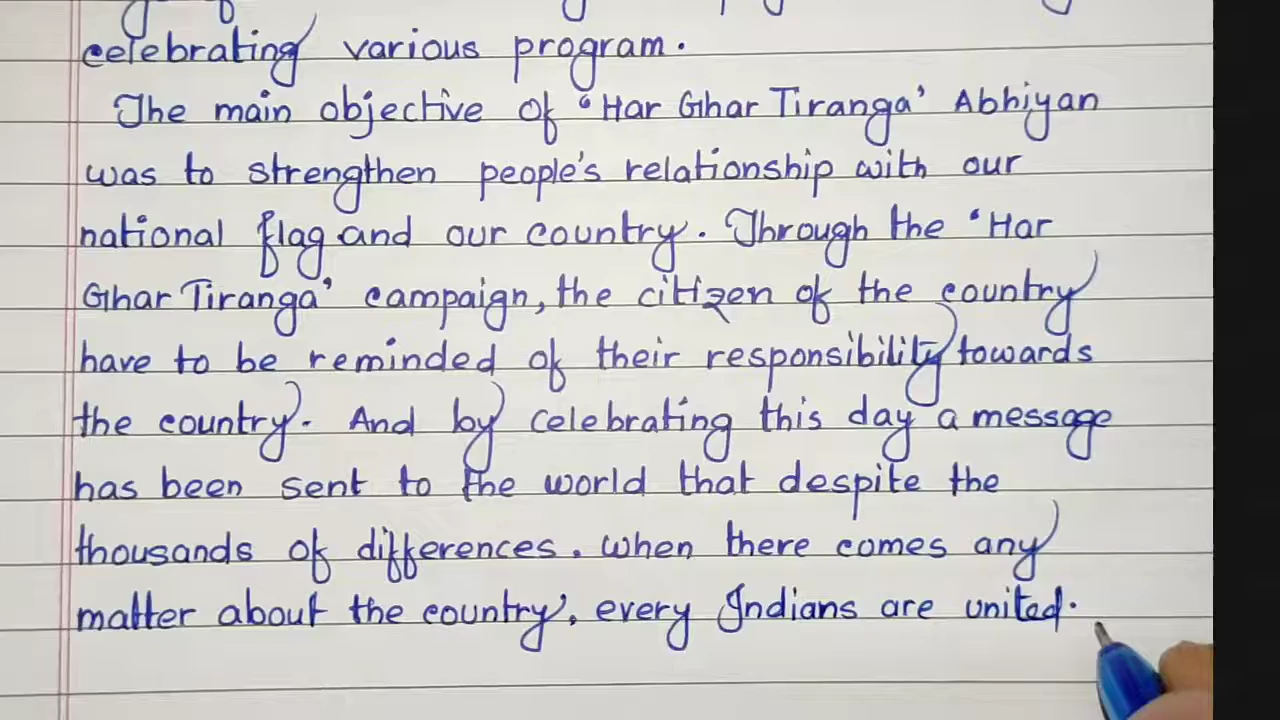 celebrating various program.
The main objective of 'Har Ghar Tiranga' Abhiyan
was to strengthen people's relationship with our
national flag and our country. Through the 'Har
Ghar Tiranga' campaign, the citizen of the country
have to be reminded of their responsibility towards
the country. And by celebrating this day a message
has been sent to the world that despite the
thousands of differences. when there comes any
matter about the country, every Indians are united.